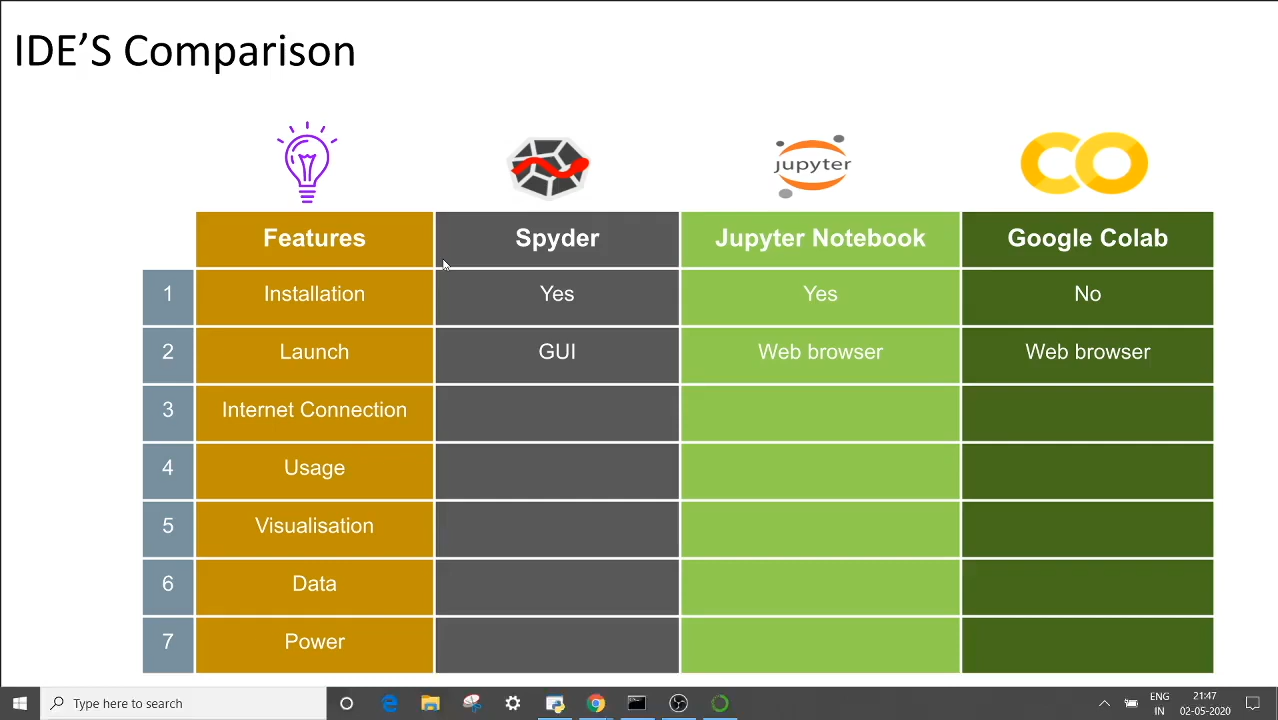 IDE’S Comparison
jupyter
CO
Features Spyder Jupyter Notebook Google Colab
1 Installation Yes Yes No
2 Launch GUI Web browser Web browser
3 Internet Connection
4 Usage
5 Visualisation
6 Data
7 Power
Type here to search
ENG 21:47
IN 02-05-2020